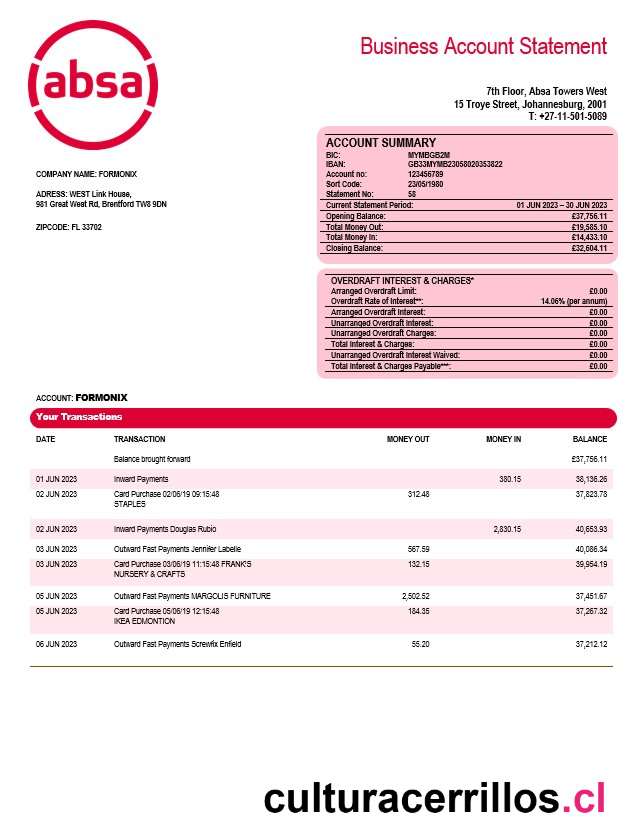 absa
Business Account Statement
7th Floor, Absa Towers West
15 Troye Street, Johannesburg, 2001
T: +27-11-501-5089
COMPANY NAME: FORMONIX
ADRESS: WEST Link House,
981 Great West Rd, Brentford TW8 9DN
ZIPCODE: FL 33702
ACCOUNT SUMMARY
BIC: MYMBGB2M
IBAN: GB33MYMB23058020353822
Account no: 123456789
Sort Code: 23/05/1980
Statement No: 58
Current Statement Period: 01 JUN 2023 – 30 JUN 2023
Opening Balance: £37,756.11
Total Money Out: £19,585.10
Total Money In: £14,433.10
Closing Balance: £32,604.11
OVERDRAFT INTEREST & CHARGES*
Arranged Overdraft Limit: £0.00
Overdraft Rate of Interest**: 14.06% (per annum)
Arranged Overdraft Interest: £0.00
Unarranged Overdraft Interest: £0.00
Unarranged Overdraft Charges: £0.00
Total Interest & Charges: £0.00
Unarranged Overdraft Interest Waived: £0.00
Total Interest & Charges Payable***: £0.00
ACCOUNT: FORMONIX
Your Transactions
DATE TRANSACTION MONEY OUT MONEY IN BALANCE
Balance brought forward £37,756.11
01 JUN 2023 Inward Payments 380.15 38,136.26
02 JUN 2023 Card Purchase 02/06/19 09:15:48 312.48 37,823.78
STAPLES
02 JUN 2023 Inward Payments Douglas Rubio 2,830.15 40,653.93
03 JUN 2023 Outward Fast Payments Jennifer Labelle 567.59 40,086.34
03 JUN 2023 Card Purchase 03/06/19 11:15:48 FRANK'S 132.15 39,954.19
NURSERY & CRAFTS
05 JUN 2023 Outward Fast Payments MARGOLIS FURNITURE 2,502.52 37,451.67
05 JUN 2023 Card Purchase 05/06/19 12:15:48 184.35 37,267.32
IKEA EDMONTION
06 JUN 2023 Outward Fast Payments Screwfix Enfield 55.20 37,212.12
culturacerrillos.cl